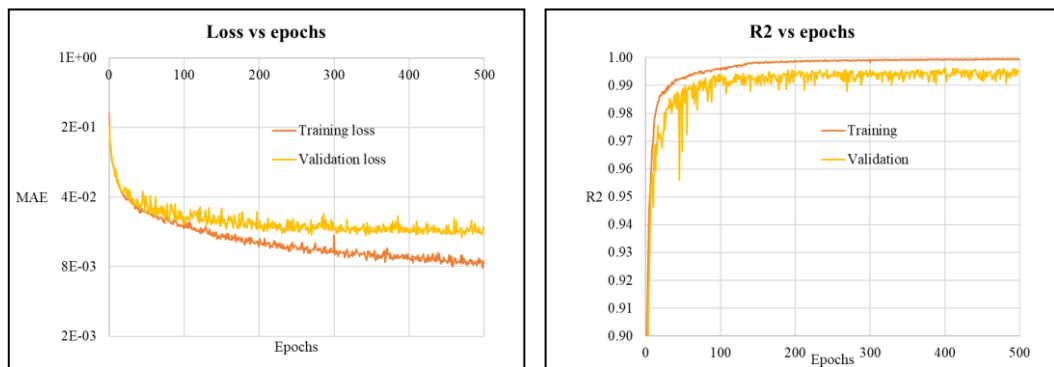 Loss vs epochs
1E+00
0 100 200 300 400 500
2E-01
Training loss
Validation loss
MAE
4E-02
8E-03
2E-03
Epochs
R2 vs epochs
1.00
0.99
0.98
0.97
Training
Validation
0.96
R2
0.95
0.94
0.93
0.92
0.91
0.90
0 100 200 300 400 500
Epochs